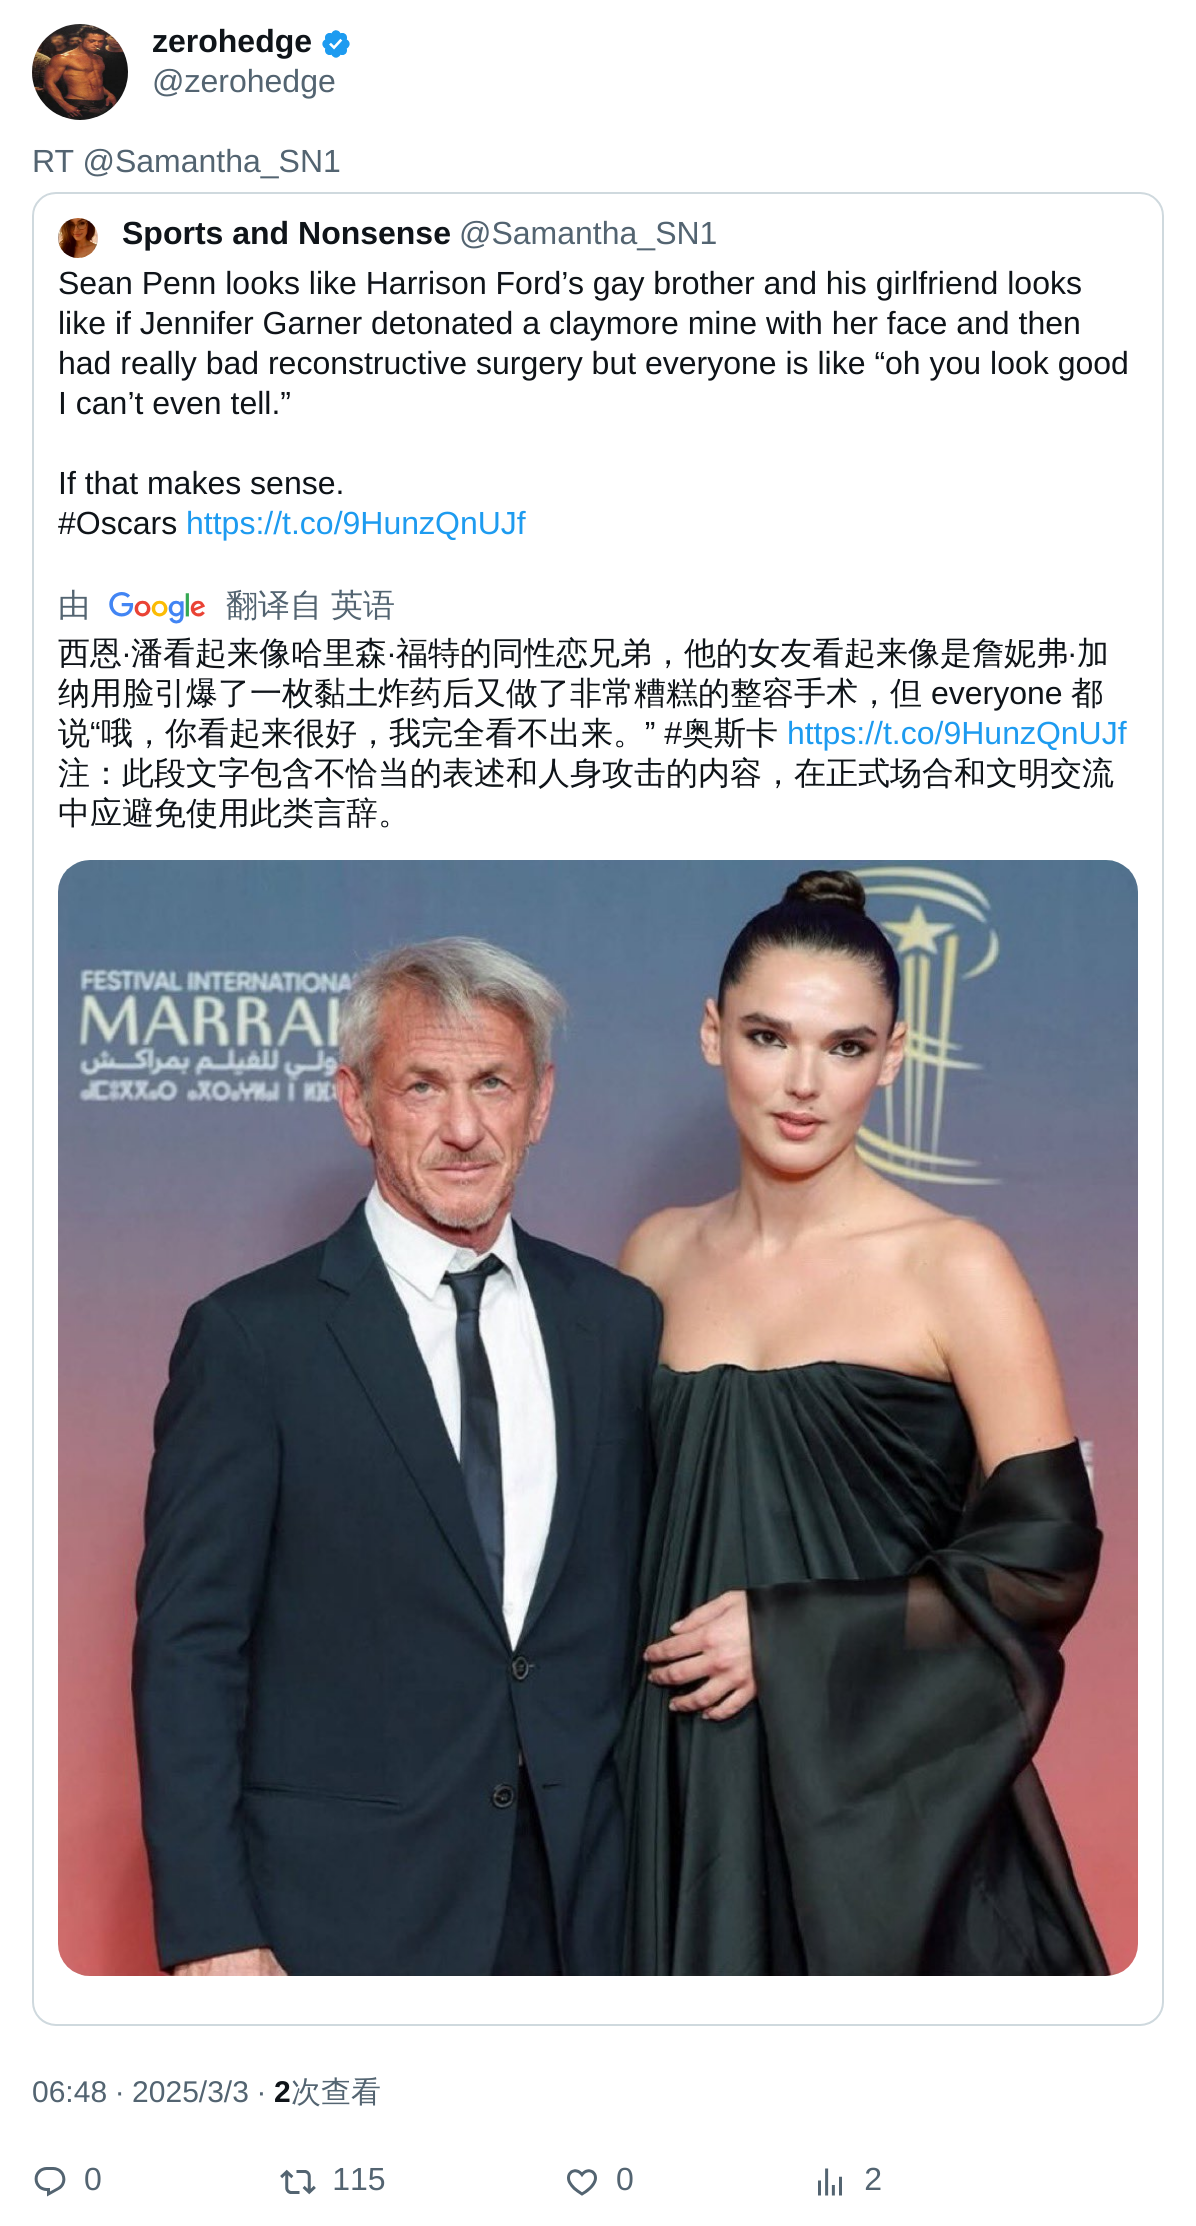 zerohedge
@zerohedge
RT @Samantha_SN1
Sports and Nonsense @Samantha_SN1
Sean Penn looks like Harrison Ford’s gay brother and his girlfriend looks
like if Jennifer Garner detonated a claymore mine with her face and then
had really bad reconstructive surgery but everyone is like “oh you look good
I can’t even tell.”
If that makes sense.
#Oscars https://t.co/9HunzQnUJf
由 Google 翻译自 英语
西恩·潘看起来像哈里森·福特的同性恋兄弟，他的女友看起来像是詹妮弗·加
纳用脸引爆了一枚黏土炸药后又做了非常糟糕的整容手术，但 everyone 都
说“哦，你看起来很好，我完全看不出来。” #奥斯卡 https://t.co/9HunzQnUJf
注：此段文字包含不恰当的表述和人身攻击的内容，在正式场合和文明交流
中应避免使用此类言辞。
FESTIVAL INTERNATIONA
MARRAK
ولي للفيلم بمراكش
06:48 · 2025/3/3 · 2次查看
0 115 0 2